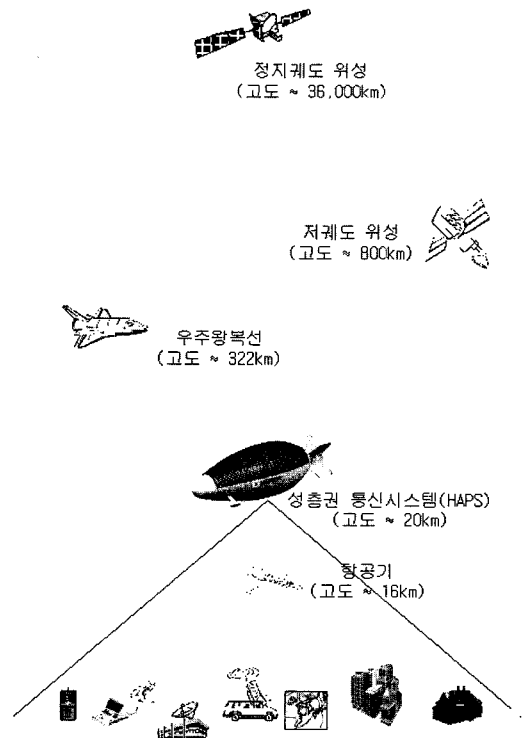 정지궤도 위성
(고도 ≈ 36,000km)
저궤도 위성
(고도 ≈ 800km)
우주왕복선
(고도 ≈ 322km)
성층권 통신시스템(HAPS)
(고도 ≈ 20km)
항공기
(고도 ≈ 16km)